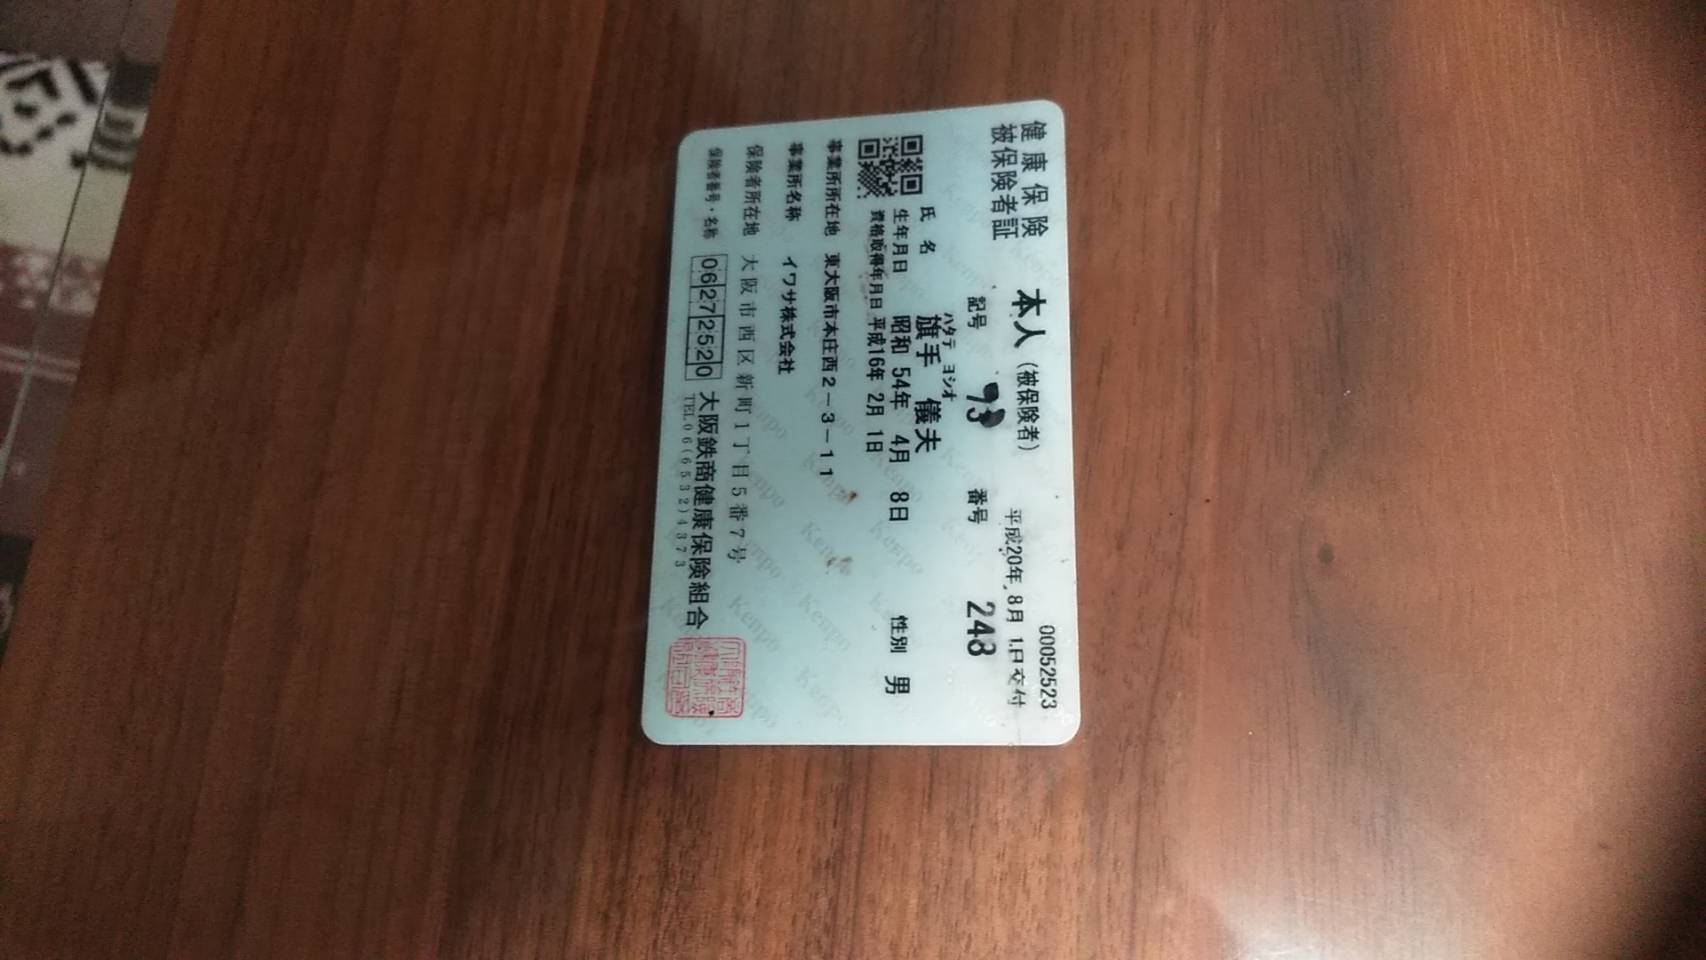 健康保険
被保険者証
本人（被保険者）
00052523
平成20年 8月 1日交付
記号 番号 248
ハタテ ヨシオ
氏名 旗手 儀夫
生年月日 昭和 54年 4月 8日 性別 男
資格取得年月日 平成16年 2月 1日
事業所所在地 東大阪市本庄西2－3－11
事業所名称 イワサ株式会社
保険者所在地 大阪市西区新町1丁目5番7号
保険者番号・名称 06272520 大阪鉄商健康保険組合
TEL06(6532)4373